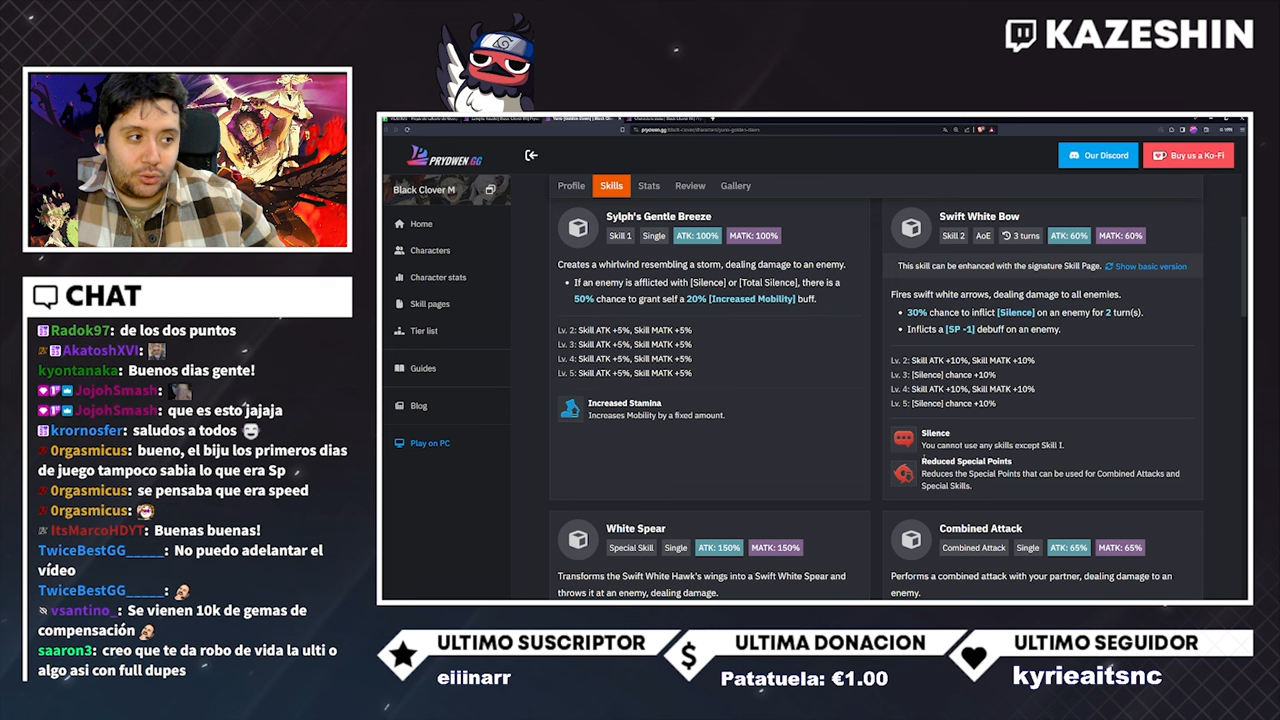 KAZESHIN
PRYDWEN.GG
Our Discord
Buy us a Ko-Fi
Black Clover M
Profile
Skills
Stats
Review
Gallery
Home
Characters
Character stats
Skill pages
Tier list
Guides
Blog
Play on PC
Sylph's Gentle Breeze
Skill 1 Single ATK: 100% MATK: 100%
Creates a whirlwind resembling a storm, dealing damage to an enemy.
If an enemy is afflicted with [Silence] or [Total Silence], there is a
50% chance to grant self a 20% [Increased Mobility] buff.
Lv. 2: Skill ATK +5%, Skill MATK +5%
Lv. 3: Skill ATK +5%, Skill MATK +5%
Lv. 4: Skill ATK +5%, Skill MATK +5%
Lv. 5: Skill ATK +5%, Skill MATK +5%
Increased Stamina
Increases Mobility by a fixed amount.
Swift White Bow
Skill 2 AoE 3 turns ATK: 60% MATK: 60%
This skill can be enhanced with the signature Skill Page. Show basic version
Fires swift white arrows, dealing damage to all enemies.
30% chance to inflict [Silence] on an enemy for 2 turn(s).
Inflicts a [SP -1] debuff on an enemy.
Lv. 2: Skill ATK +10%, Skill MATK +10%
Lv. 3: [Silence] chance +10%
Lv. 4: Skill ATK +10%, Skill MATK +10%
Lv. 5: [Silence] chance +10%
Silence
You cannot use any skills except Skill I.
Reduced Special Points
Reduces the Special Points that can be used for Combined Attacks and
Special Skills.
White Spear
Special Skill Single ATK: 150% MATK: 150%
Transforms the Swift White Hawk's wings into a Swift White Spear and
throws it at an enemy, dealing damage.
Combined Attack
Combined Attack Single ATK: 65% MATK: 65%
Performs a combined attack with your partner, dealing damage to an
enemy.
CHAT
Radok97: de los dos puntos
AkatoshXVI:
kyontanaka: Buenos dias gente!
JojohSmash:
JojohSmash: que es esto jajaja
krornosfer: saludos a todos
0rgasmicus: bueno, el biju los primeros dias
de juego tampoco sabia lo que era Sp
0rgasmicus: se pensaba que era speed
0rgasmicus:
ItsMarcoHDYT: Buenas buenas!
TwiceBestGG_____: No puedo adelantar el
vídeo
TwiceBestGG_____:
vsantino_: Se vienen 10k de gemas de
compensación
saaron3: creo que te da robo de vida la ulti o
algo asi con full dupes
ULTIMO SUSCRIPTOR
eiiinarr
ULTIMA DONACION
Patatuela: €1.00
ULTIMO SEGUIDOR
kyrieaitsnc